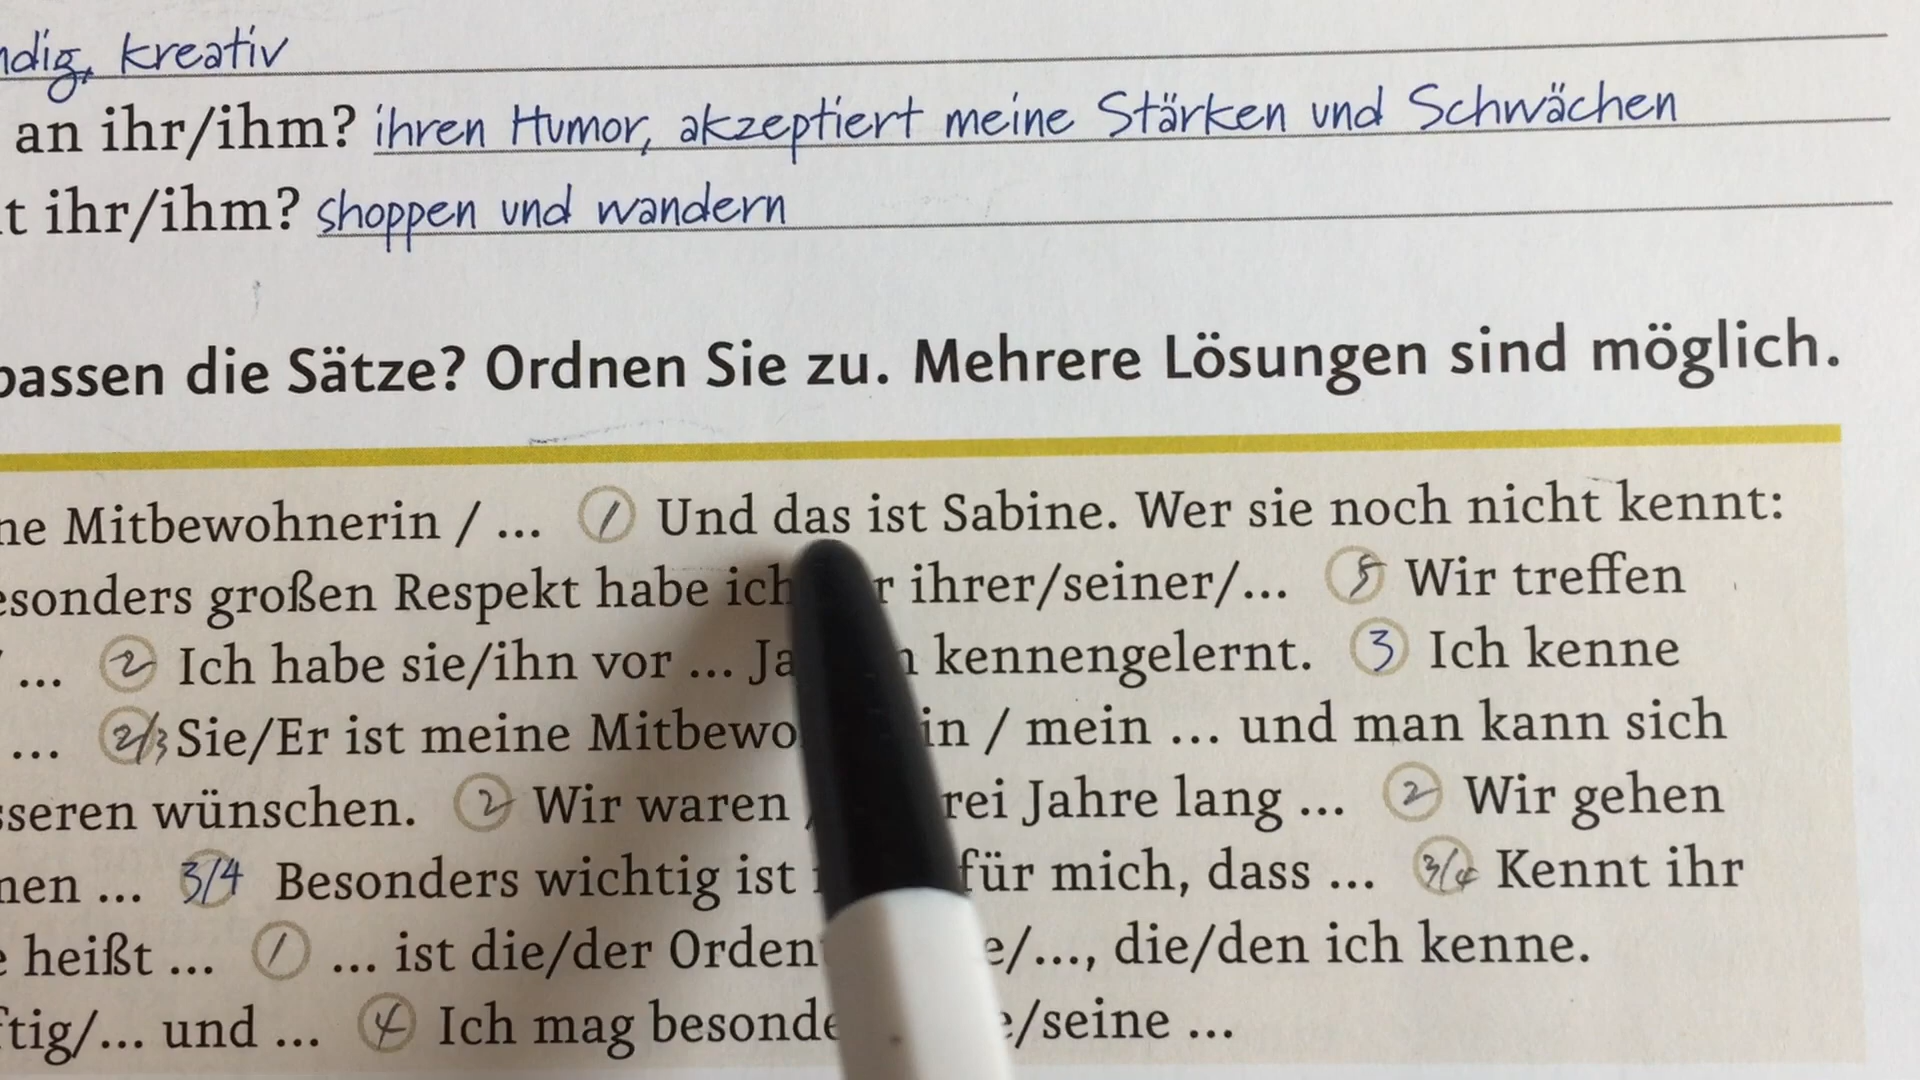 kreativ
an ihr/ihm? ihren Humor, akzeptiert meine Stärken und Schwächen
t ihr/ihm? shoppen und wandern
passen die Sätze? Ordnen Sie zu. Mehrere Lösungen sind möglich.
ne Mitbewohnerin / ... 1 Und das ist Sabine. Wer sie noch nicht kennt:
esonders großen Respekt habe ich ihrer/seiner/... 5 Wir treffen
... 2 Ich habe sie/ihn vor ... kennengelernt. 3 Ich kenne
... 2/3 Sie/Er ist meine in / mein ... und man kann sich
sseren wünschen. 2 Wir waren rei Jahre lang ... 2 Wir gehen
nen ... 3/4 Besonders wichtig ist für mich, dass ... 3/4 Kennt ihr
e heißt ... 1 ... ist die/der e/..., die/den ich kenne.
ftig/... und ... 4 Ich mag e/seine ...